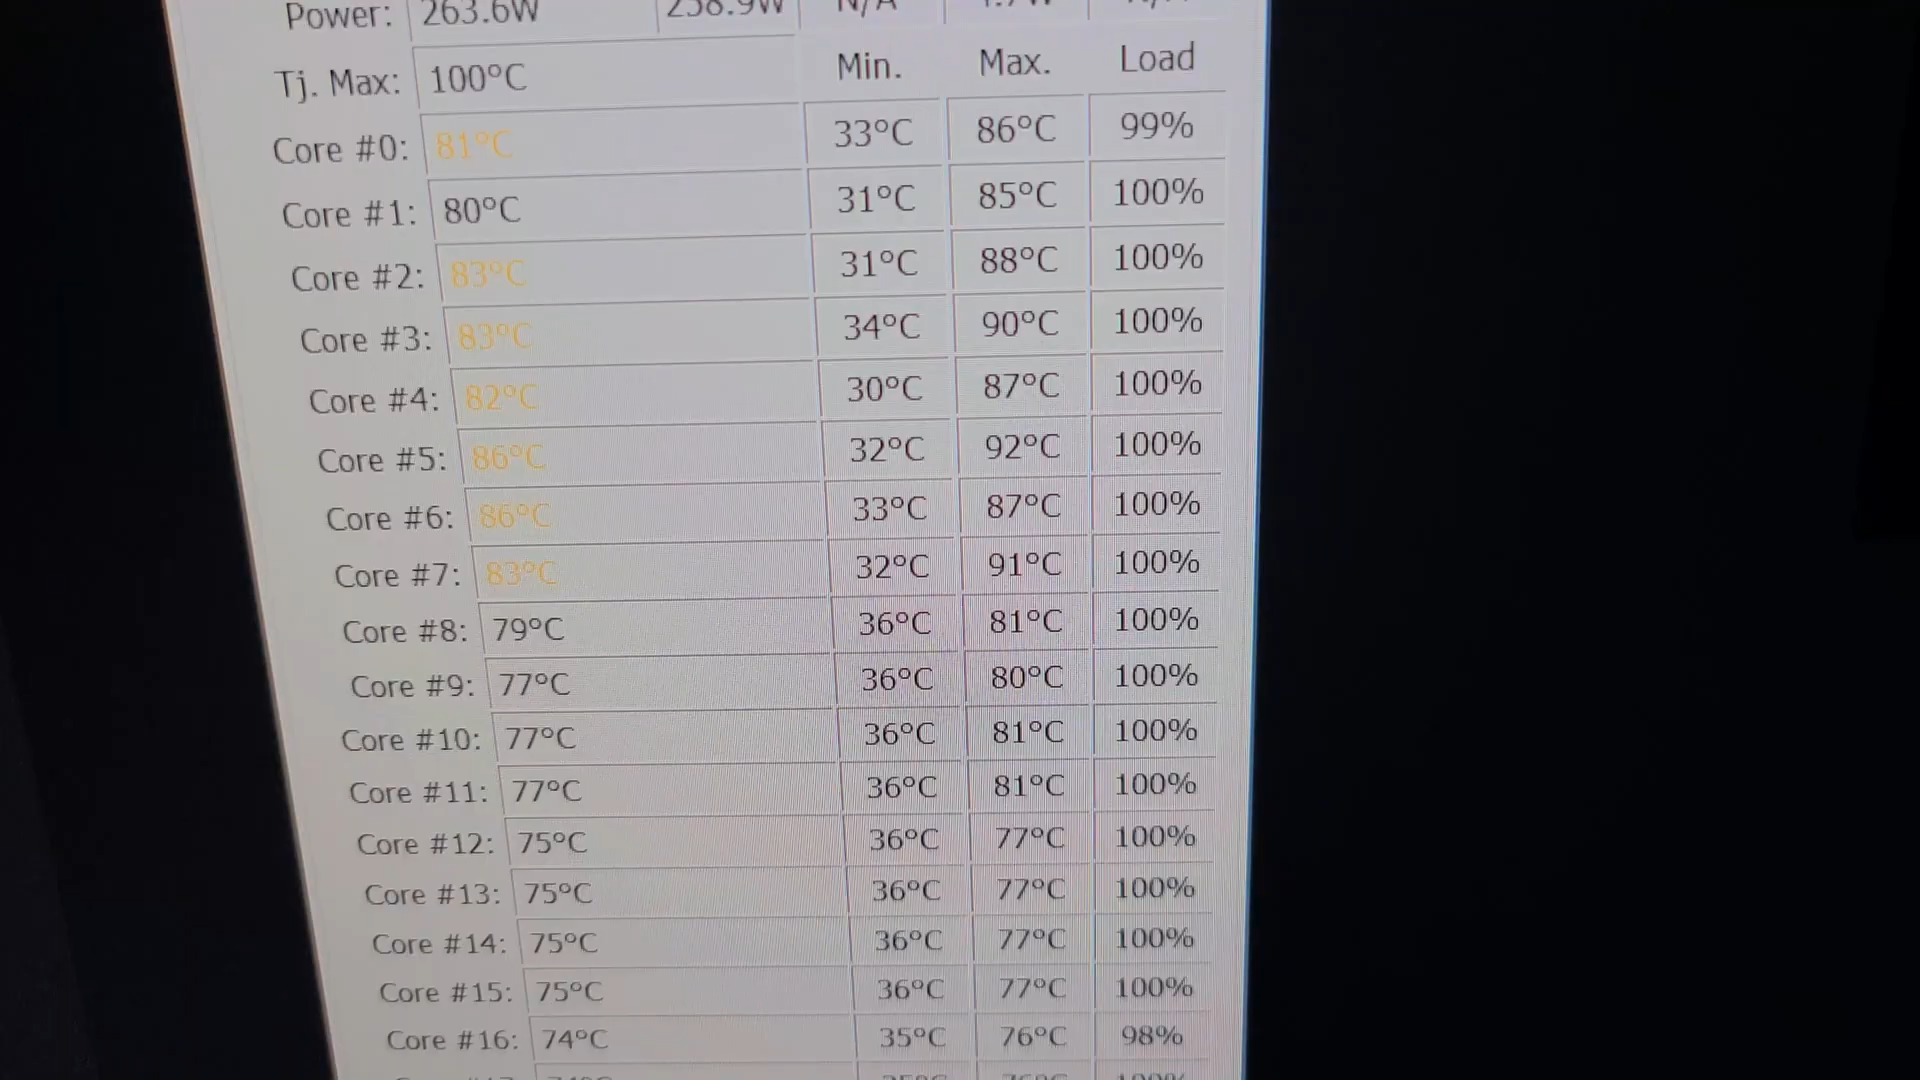 Power: 263.6W 258.9W N/A
Tj. Max: 100°C Min. Max. Load
Core #0: 81°C 33°C 86°C 99%
Core #1: 80°C 31°C 85°C 100%
Core #2: 83°C 31°C 88°C 100%
Core #3: 83°C 34°C 90°C 100%
Core #4: 82°C 30°C 87°C 100%
Core #5: 86°C 32°C 92°C 100%
Core #6: 86°C 33°C 87°C 100%
Core #7: 83°C 32°C 91°C 100%
Core #8: 79°C 36°C 81°C 100%
Core #9: 77°C 36°C 80°C 100%
Core #10: 77°C 36°C 81°C 100%
Core #11: 77°C 36°C 81°C 100%
Core #12: 75°C 36°C 77°C 100%
Core #13: 75°C 36°C 77°C 100%
Core #14: 75°C 36°C 77°C 100%
Core #15: 75°C 36°C 77°C 100%
Core #16: 74°C 35°C 76°C 98%